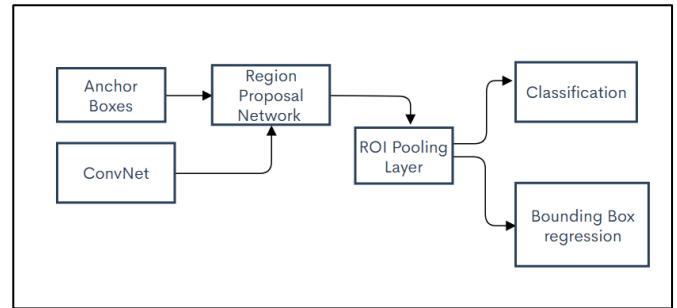 Anchor
Boxes
Region
Proposal
Network
ConvNet
ROI Pooling
Layer
Classification
Bounding Box
regression